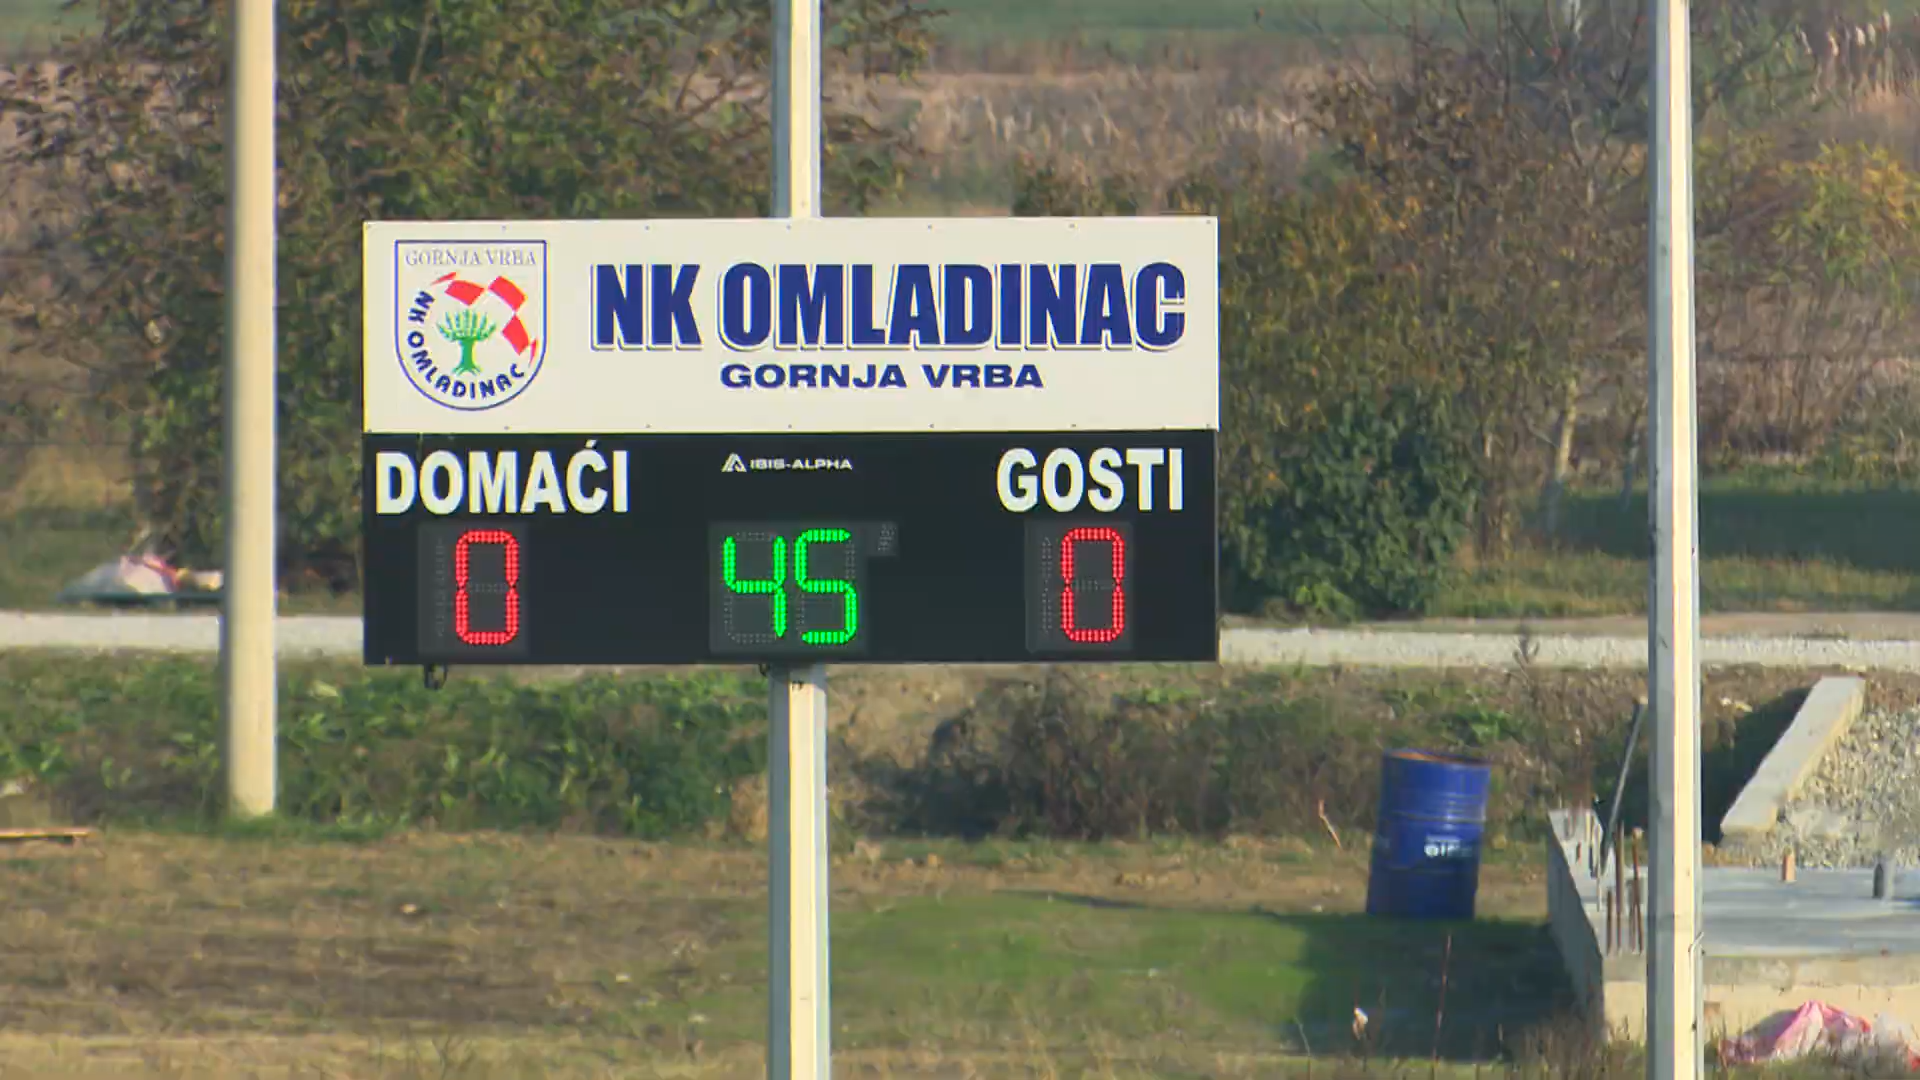 GORNJA VRBA
NK OMLADINAC
NK OMLADINAC
GORNJA VRBA
DOMAĆI
IBIS-ALPHA
GOSTI
0
45
0